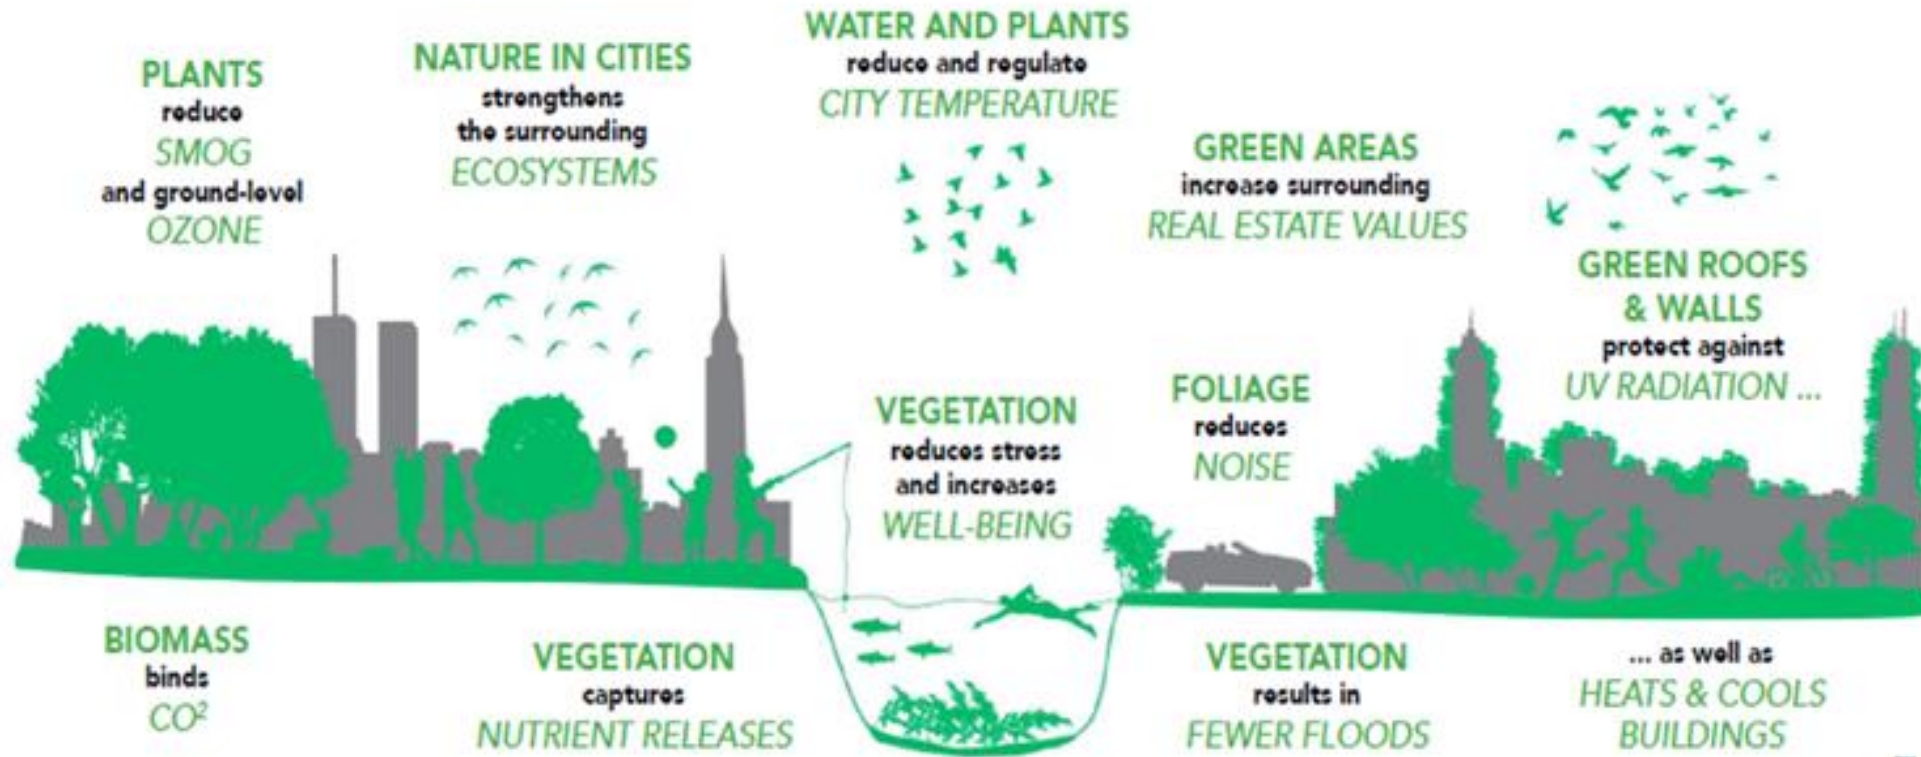 PLANTS
reduce
SMOG
and ground-level
OZONE
NATURE IN CITIES
strengthens
the surrounding
ECOSYSTEMS
WATER AND PLANTS
reduce and regulate
CITY TEMPERATURE
GREEN AREAS
increase surrounding
REAL ESTATE VALUES
GREEN ROOFS
& WALLS
protect against
UV RADIATION ...
VEGETATION
reduces stress
and increases
WELL-BEING
FOLIAGE
reduces
NOISE
BIOMASS
binds
CO²
VEGETATION
captures
NUTRIENT RELEASES
VEGETATION
results in
FEWER FLOODS
... as well as
HEATS & COOLS
BUILDINGS